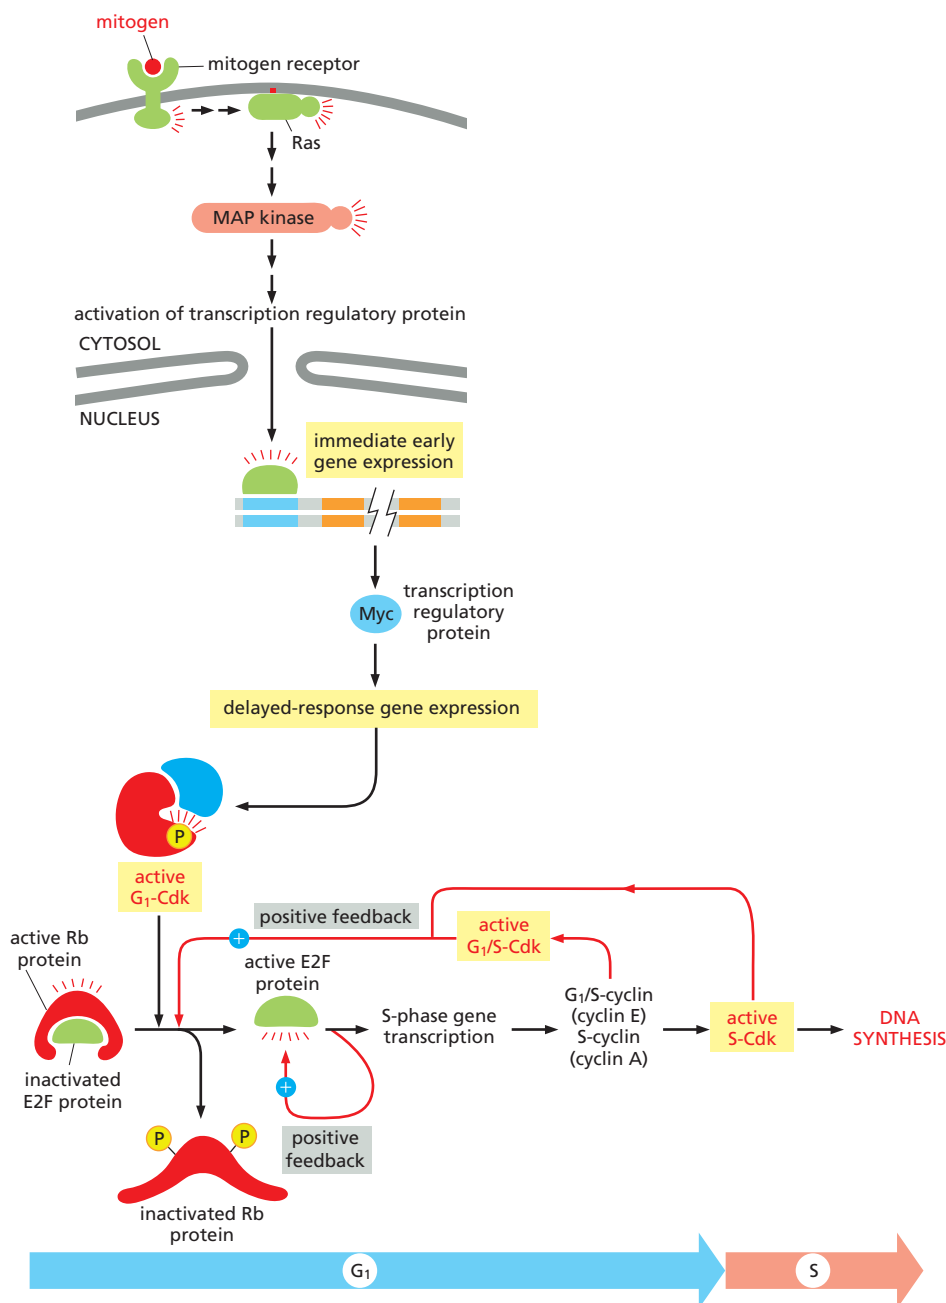 mitogen
mitogen receptor
Ras
MAP kinase
activation of transcription regulatory protein
CYTOSOL
NUCLEUS
immediate early
gene expression
Myc
transcription
regulatory
protein
delayed-response gene expression
P
active
G₁-Cdk
positive feedback
+
active
G₁/S-Cdk
active Rb
protein
active E2F
protein
S-phase gene
transcription
G₁/S-cyclin
(cyclin E)
S-cyclin
(cyclin A)
active
S-Cdk
DNA
SYNTHESIS
inactivated
E2F protein
+
positive
feedback
P
P
inactivated Rb
protein
G₁
S